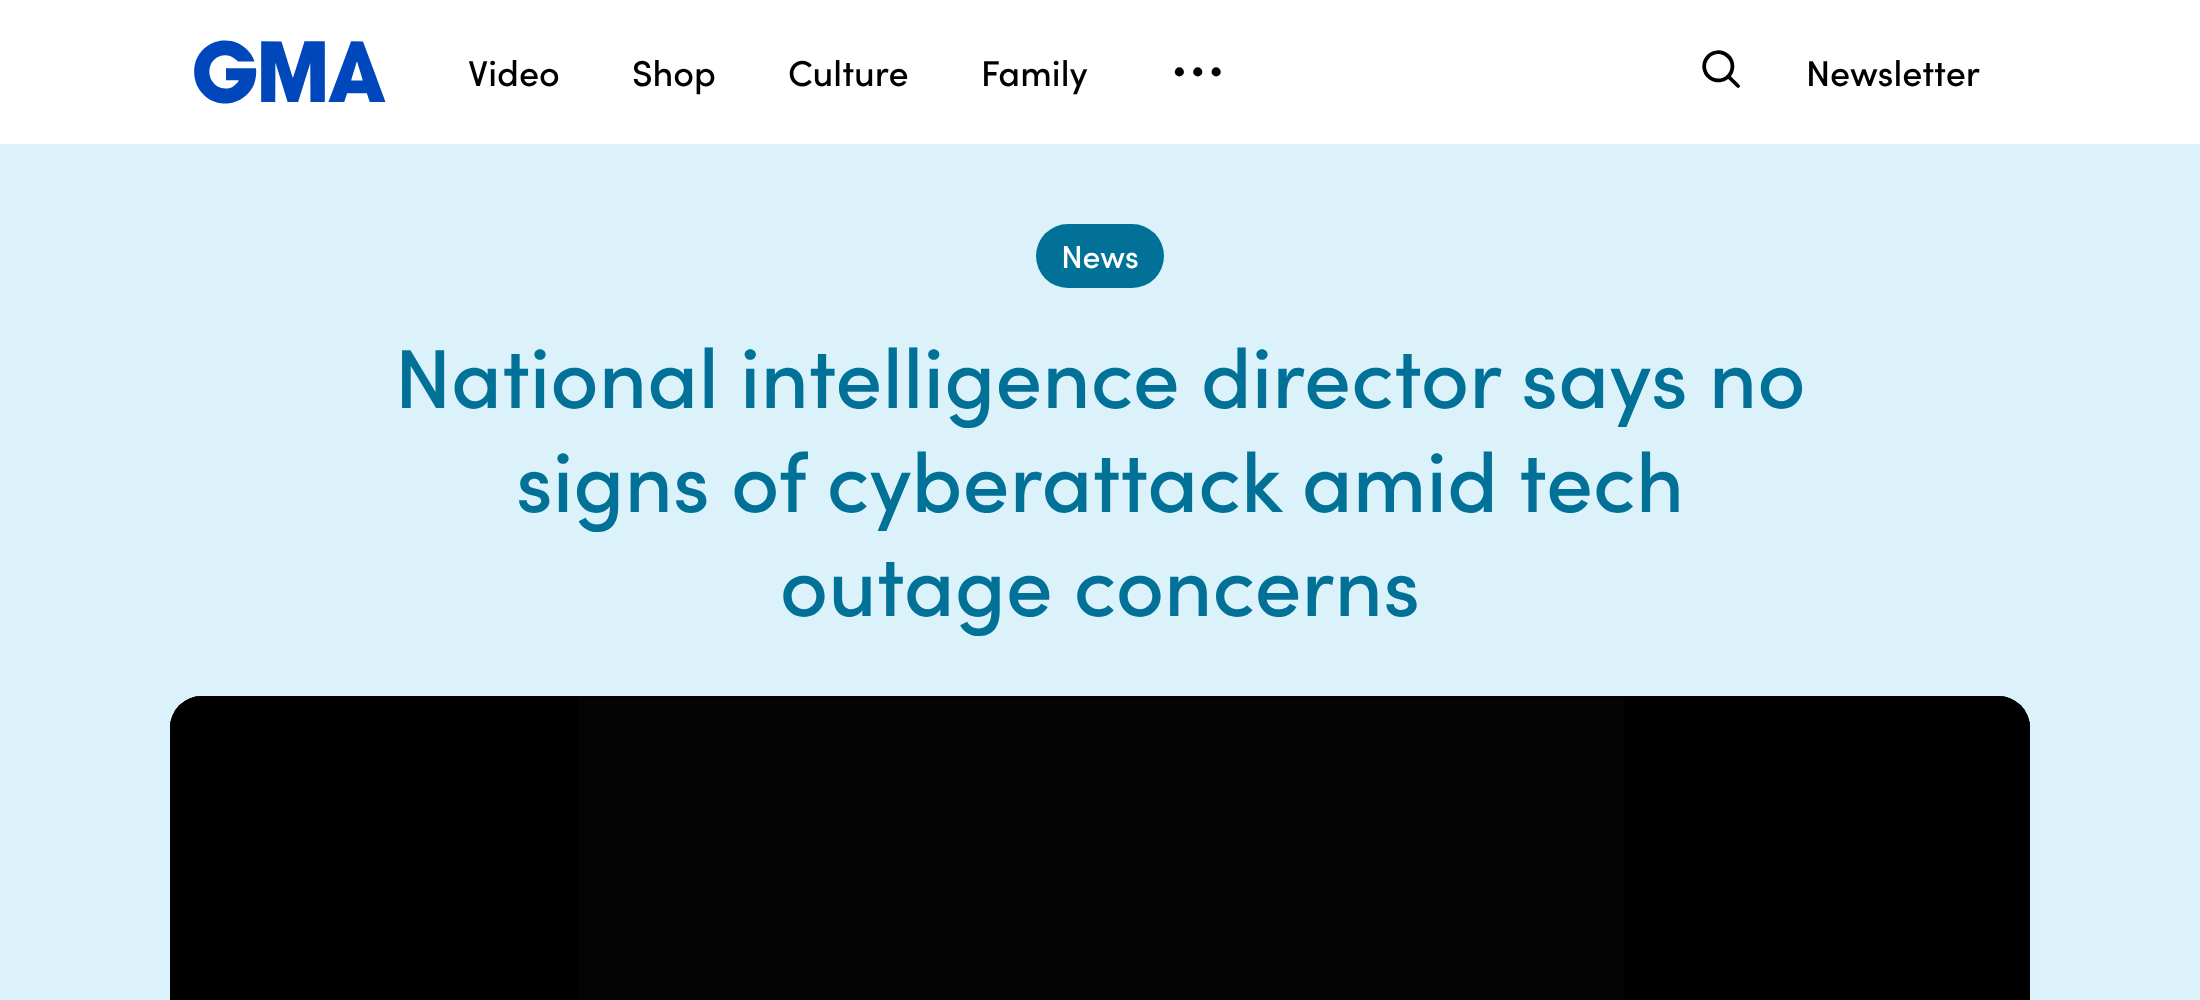 GMA Video Shop Culture Family ••• Newsletter
News
National intelligence director says no
signs of cyberattack amid tech
outage concerns